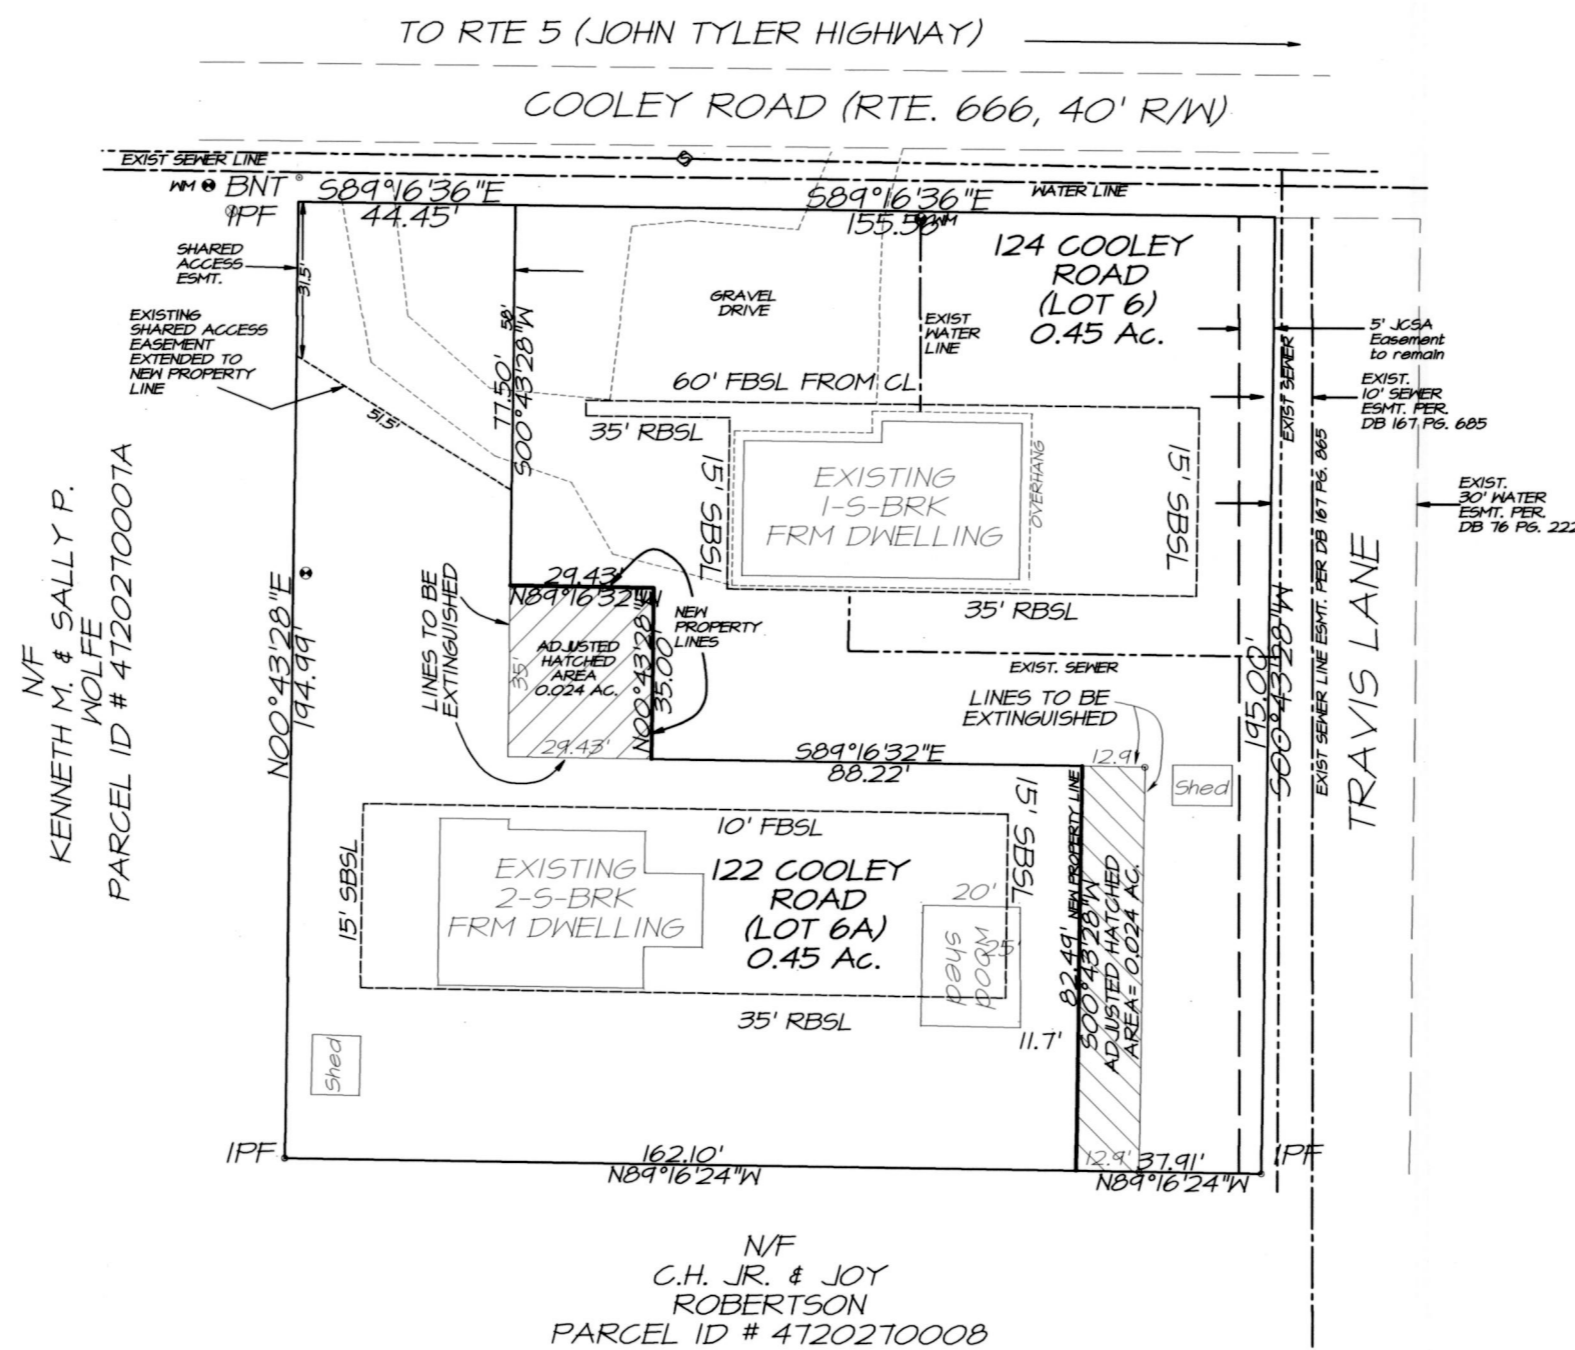 TO RTE 5 (JOHN TYLER HIGHWAY)
COOLEY ROAD (RTE. 666, 40' R/W)
EXIST SEWER LINE
S
WM
BNT
IPF
S89°16'36"E
44.45'
S89°16'36"E
155.56'
WM
WATER LINE
SHARED
ACCESS
ESMT.
31.5'
EXISTING
SHARED ACCESS
EASEMENT
EXTENDED TO
NEW PROPERTY
LINE
51.5'
58'
77.50'
S00°43'28"W
GRAVEL
DRIVE
EXIST
WATER
LINE
124 COOLEY
ROAD
(LOT 6)
0.45 Ac.
5' JCSA
Easement
to remain
EXIST SEWER
EXIST.
10' SEWER
ESMT. PER.
DB 167 PG. 685
60' FBSL FROM CL
35' RBSL
15' SBSL
EXISTING
1-S-BRK
FRM DWELLING
OVERHANG
15' SBSL
35' RBSL
EXIST.
30' WATER
ESMT. PER.
DB 76 PG. 222
EXIST SEWER LINE ESMT. PER DB 167 PG. 865
TRAVIS LANE
N/F
KENNETH M. & SALLY P.
WOLFE
PARCEL ID # 4720270007A
N00°43'28"E
194.99'
LINES TO BE
EXTINGUISHED
29.43'
N89°16'32"W
ADJUSTED
HATCHED
AREA
0.024 AC.
35'
29.43'
N00°43'28"W
35.00'
NEW
PROPERTY
LINES
EXIST. SEWER
LINES TO BE
EXTINGUISHED
195.00'
S00°43'28"W
S89°16'32"E
88.22'
12.9'
Shed
10' FBSL
15' SBSL
15' SBSL
EXISTING
2-S-BRK
FRM DWELLING
122 COOLEY
ROAD
(LOT 6A)
0.45 Ac.
20'
25'
Wood
shed
11.7'
35' RBSL
NEW PROPERTY LINE
82.49'
S00°43'28"W
ADJUSTED HATCHED
AREA= 0.024 AC.
Shed
IPF
162.10'
N89°16'24"W
12.9'
37.91'
N89°16'24"W
IPF
N/F
C.H. JR. & JOY
ROBERTSON
PARCEL ID # 4720270008